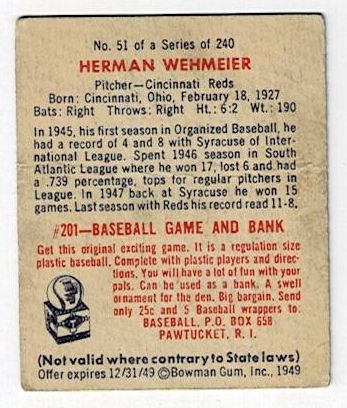 No. 51 of a Series of 240
HERMAN WEHMEIER
Pitcher—Cincinnati Reds
Born: Cincinnati, Ohio, February 18, 1927
Bats: Right Throws: Right Ht.: 6:2 Wt.: 190
In 1945, his first season in Organized Baseball, he
had a record of 4 and 8 with Syracuse of Inter-
national League. Spent 1946 season in South
Atlantic League where he won 17, lost 6 and had a
.739 percentage, tops for regular pitchers in
League. In 1947 back at Syracuse he won 15
games. Last season with Reds his record read 11-8.
#201—BASEBALL GAME AND BANK
Get this original exciting game. It is a regulation size
plastic baseball. Complete with plastic players and direc-
tions. You will have a lot of fun with your
pals. Can be used as a bank. A swell
ornament for the den. Big bargain. Send
only 25c and 5 Baseball wrappers to:
BASEBALL, P.O. BOX 658
PAWTUCKET, R. I.
(Not valid where contrary to State laws)
Offer expires 12/31/49 ©Bowman Gum, Inc., 1949